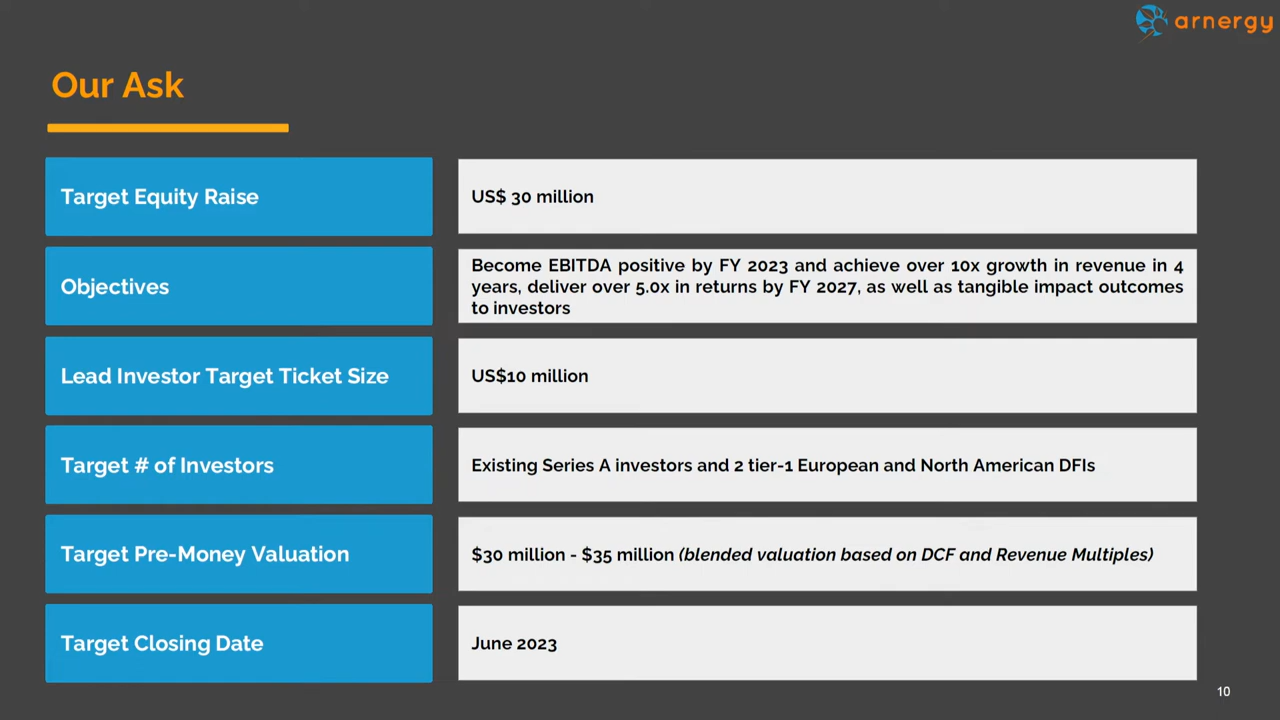 arnergy
Our Ask
Target Equity Raise
US$ 30 million
Objectives
Become EBITDA positive by FY 2023 and achieve over 10x growth in revenue in 4
years, deliver over 5.0x in returns by FY 2027, as well as tangible impact outcomes
to investors
Lead Investor Target Ticket Size
US$10 million
Target # of Investors
Existing Series A investors and 2 tier-1 European and North American DFIs
Target Pre-Money Valuation
$30 million - $35 million (blended valuation based on DCF and Revenue Multiples)
Target Closing Date
June 2023
10